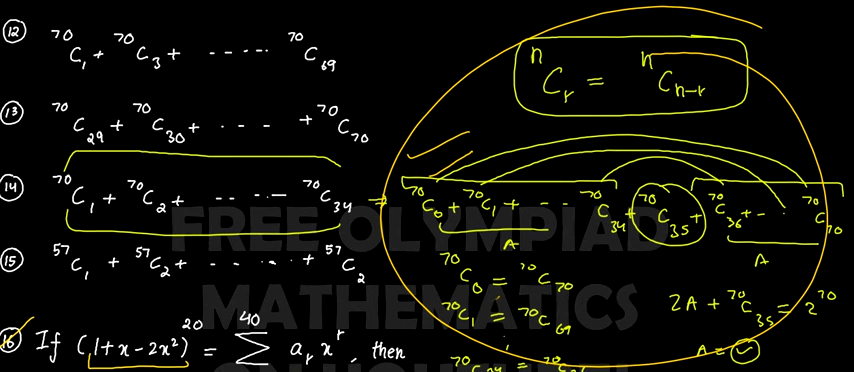 ⑫ ⁷⁰C₁ + ⁷⁰C₃ + ------- ⁷⁰C₆₉
⑬ ⁷⁰C₂₉ + ⁷⁰C₃₀ + ---- + ⁷⁰C₇₀
⑭ ⁷⁰C₁ + ⁷⁰C₂ + ------ ⁷⁰C₃₄ ⇒
⑮ ⁵⁷C₁ + ⁵⁷C₂ + ------ + ⁵⁷C₂
⑯ If (1+x-2x²)²⁰ = ∑⁴⁰ aᵣ xʳ, then
ⁿCᵣ = ⁿCₙ₋ᵣ
⁷⁰C₀ + ⁷⁰C₁ + --- ⁷⁰C₃₄ + ⁷⁰C₃₅ + ⁷⁰C₃₆ + --- ⁷⁰C₇₀
A A
⁷⁰C₀ = ⁷⁰C₇₀
⁷⁰C₁ = ⁷⁰C₆₉
2A + ⁷⁰C₃₅ = 2⁷⁰
A = ✓
FREE OLYMPIAD
MATHEMATICS